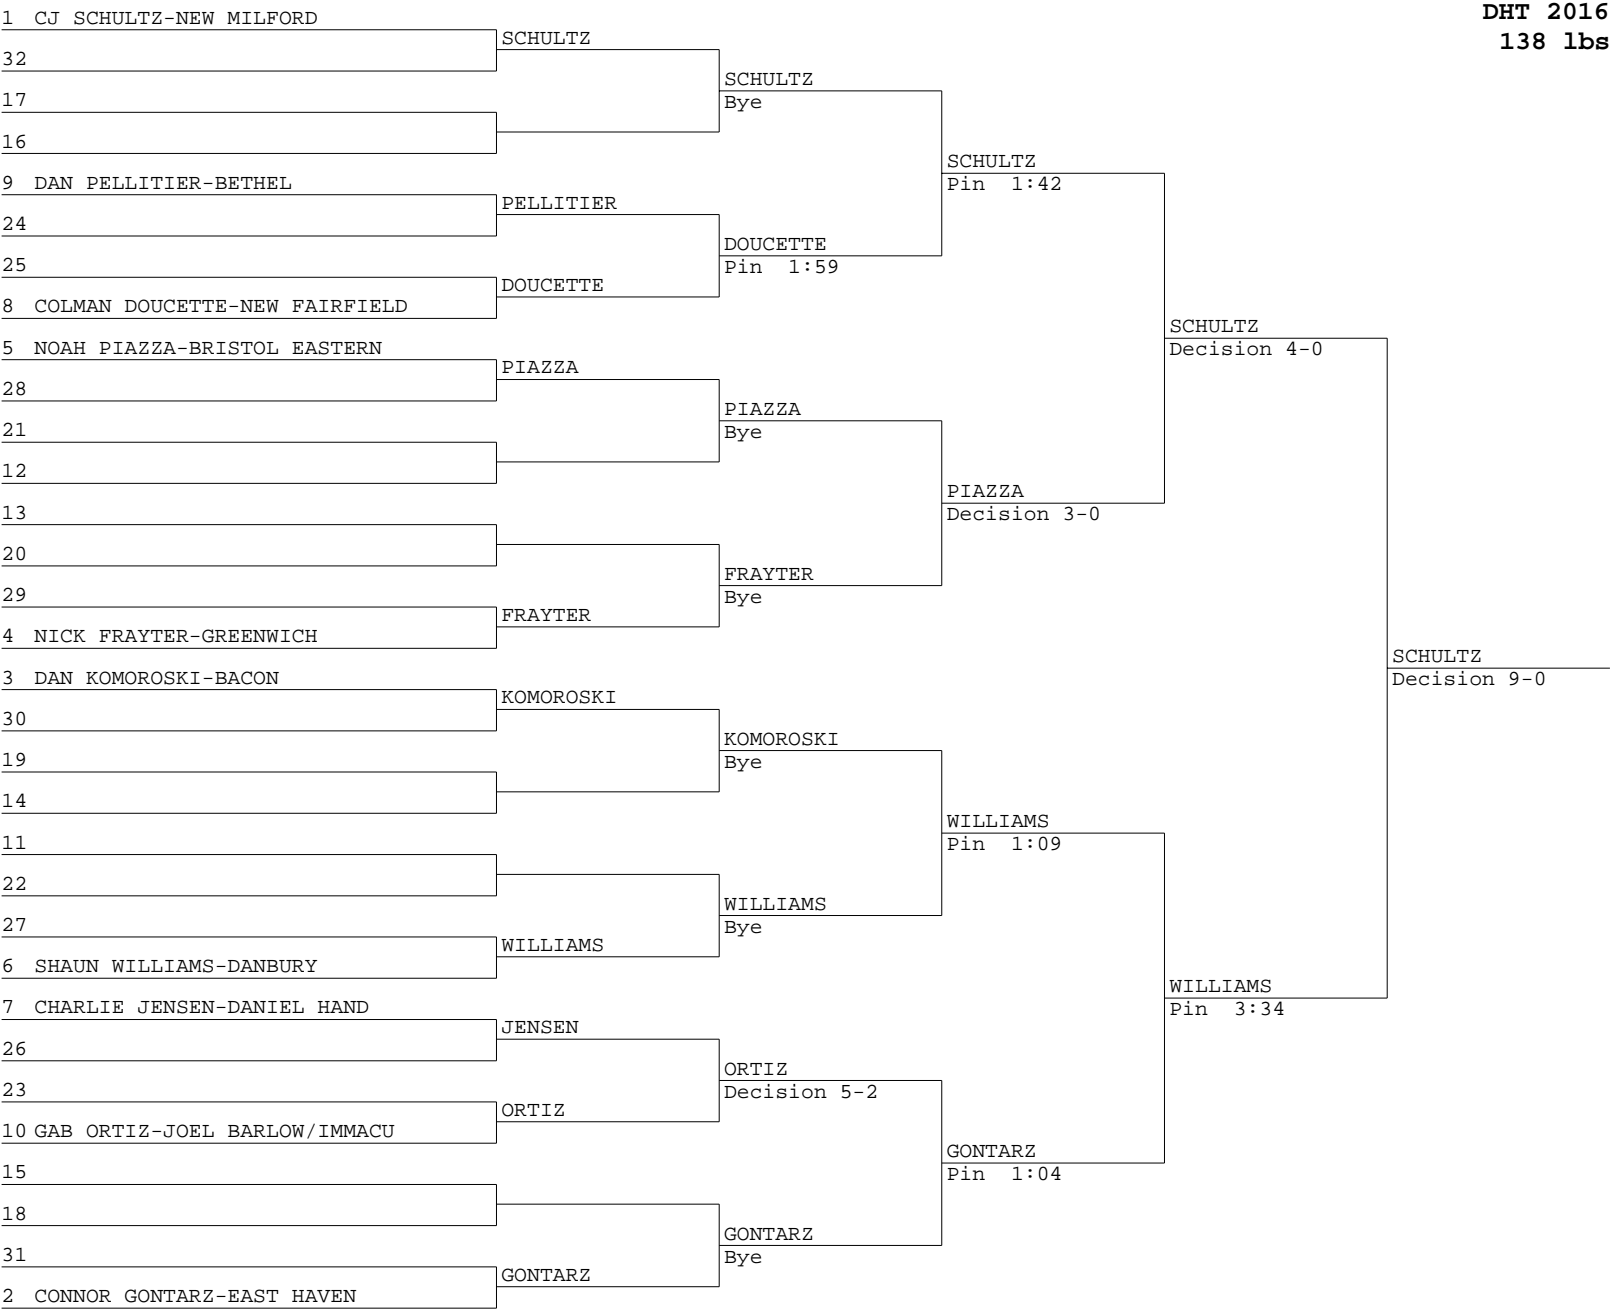 DHT 2016
138 lbs
1 CJ SCHULTZ-NEW MILFORD
SCHULTZ
32
SCHULTZ
Bye
17
16
SCHULTZ
Pin 1:42
9 DAN PELLITIER-BETHEL
PELLITIER
24
DOUCETTE
Pin 1:59
25
DOUCETTE
8 COLMAN DOUCETTE-NEW FAIRFIELD
SCHULTZ
Decision 4-0
5 NOAH PIAZZA-BRISTOL EASTERN
PIAZZA
28
PIAZZA
Bye
21
12
PIAZZA
Decision 3-0
13
20
FRAYTER
Bye
29
FRAYTER
4 NICK FRAYTER-GREENWICH
SCHULTZ
Decision 9-0
3 DAN KOMOROSKI-BACON
KOMOROSKI
30
KOMOROSKI
Bye
19
14
WILLIAMS
Pin 1:09
11
22
WILLIAMS
Bye
27
WILLIAMS
6 SHAUN WILLIAMS-DANBURY
WILLIAMS
Pin 3:34
7 CHARLIE JENSEN-DANIEL HAND
JENSEN
26
ORTIZ
Decision 5-2
23
ORTIZ
10 GAB ORTIZ-JOEL BARLOW/IMMACU
GONTARZ
Pin 1:04
15
18
GONTARZ
Bye
31
GONTARZ
2 CONNOR GONTARZ-EAST HAVEN